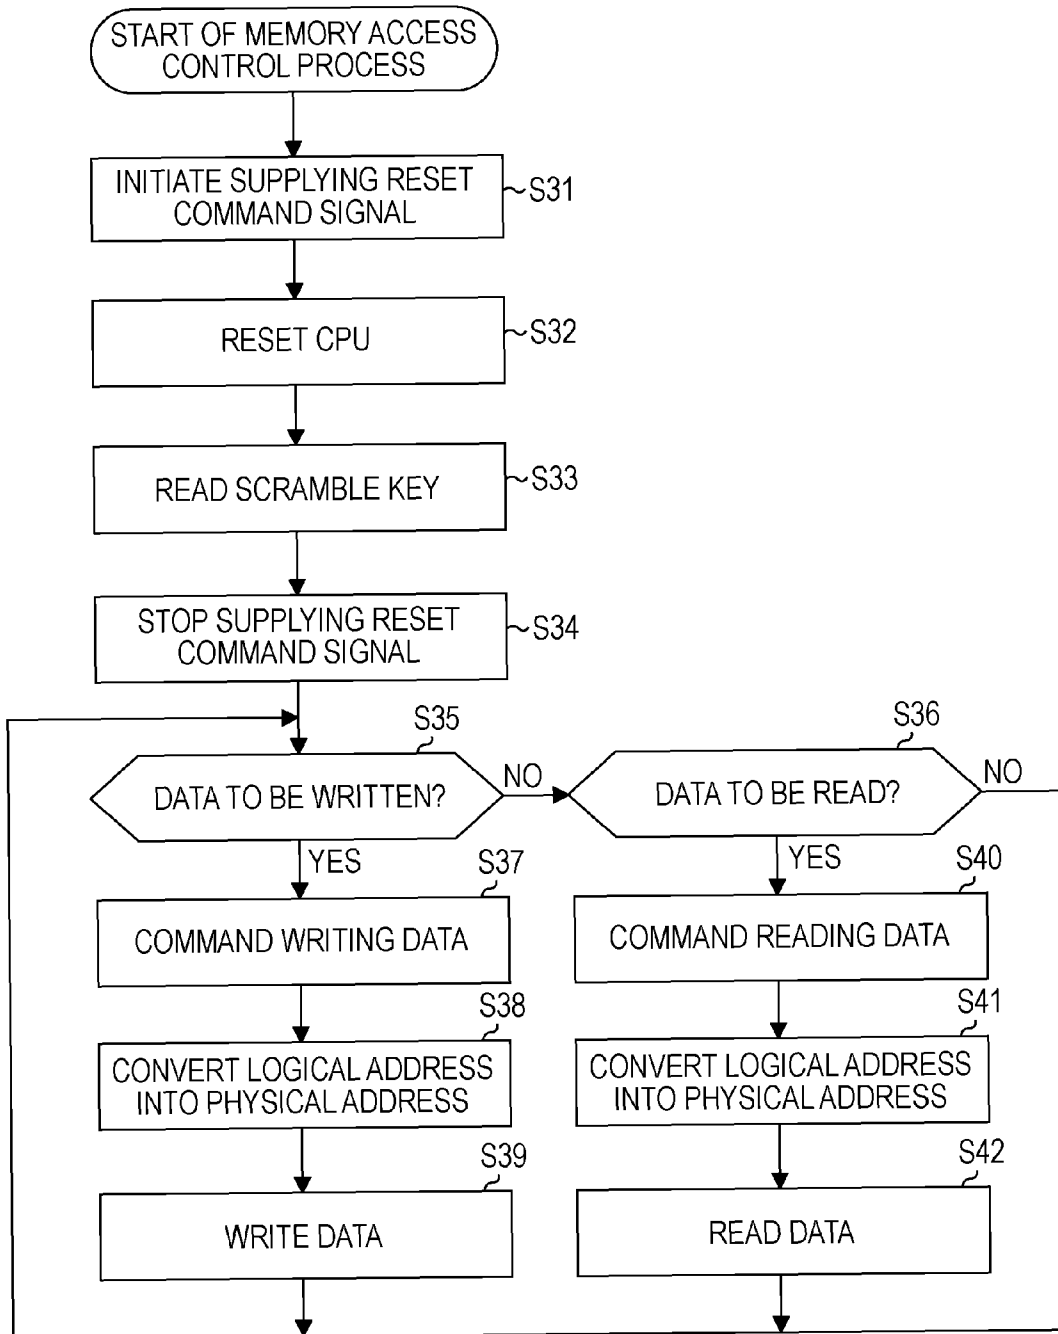 START OF MEMORY ACCESS
CONTROL PROCESS
INITIATE SUPPLYING RESET
COMMAND SIGNAL
S31
RESET CPU
S32
READ SCRAMBLE KEY
S33
STOP SUPPLYING RESET
COMMAND SIGNAL
S34
S35
DATA TO BE WRITTEN?
NO
S36
DATA TO BE READ?
NO
YES
S37
COMMAND WRITING DATA
S38
CONVERT LOGICAL ADDRESS
INTO PHYSICAL ADDRESS
S39
WRITE DATA
YES
S40
COMMAND READING DATA
S41
CONVERT LOGICAL ADDRESS
INTO PHYSICAL ADDRESS
S42
READ DATA